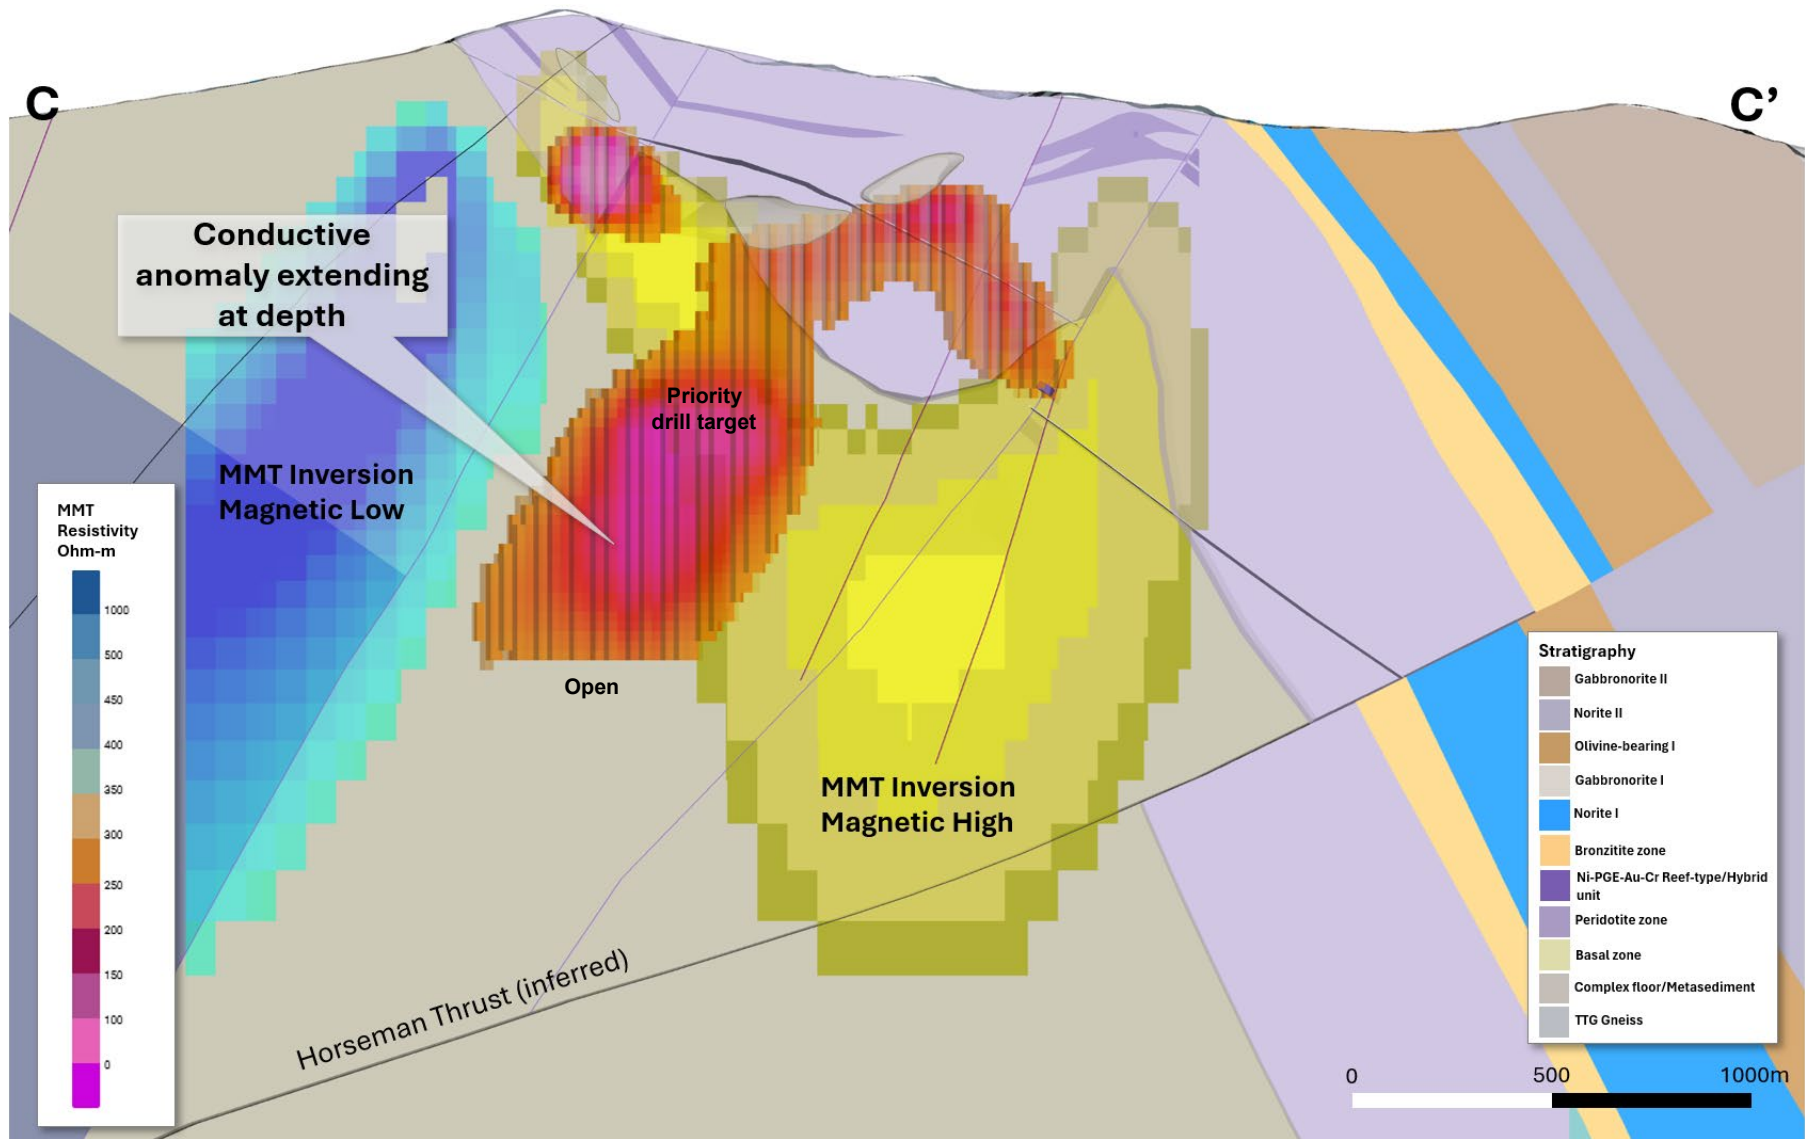 C
C’
Conductive
anomaly extending
at depth
Priority
drill target
MMT Inversion
Magnetic Low
MMT
Resistivity
Ohm-m
1000
500
450
400
350
300
250
200
150
100
0
Open
MMT Inversion
Magnetic High
Horseman Thrust (inferred)
Stratigraphy
Gabbronorite II
Norite II
Olivine-bearing I
Gabbronorite I
Norite I
Bronzitite zone
Ni-PGE-Au-Cr Reef-type/Hybrid
unit
Peridotite zone
Basal zone
Complex floor/Metasediment
TTG Gneiss
0 500 1000m